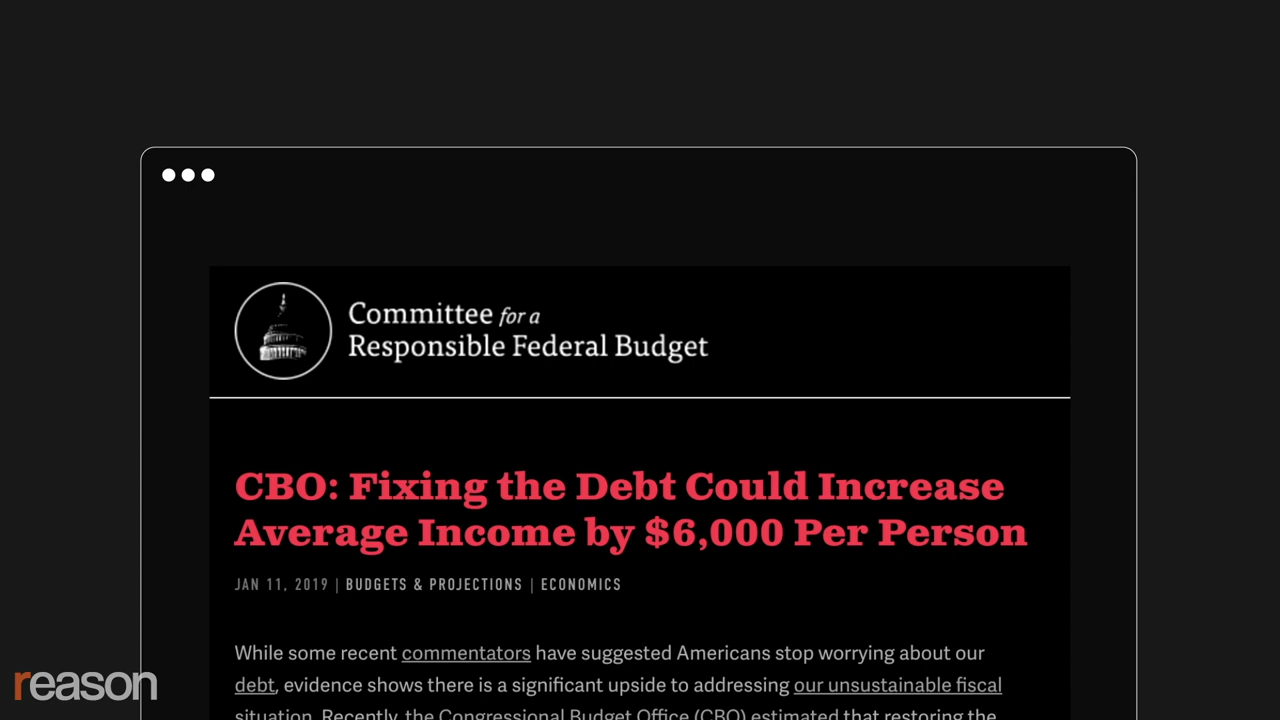 Committee for a
Responsible Federal Budget
CBO: Fixing the Debt Could Increase
Average Income by $6,000 Per Person
JAN 11, 2019 | BUDGETS & PROJECTIONS | ECONOMICS
While some recent commentators have suggested Americans stop worrying about our
debt, evidence shows there is a significant upside to addressing our unsustainable fiscal
situation. Recently, the Congressional Budget Office (CBO) estimated that restoring the
reason